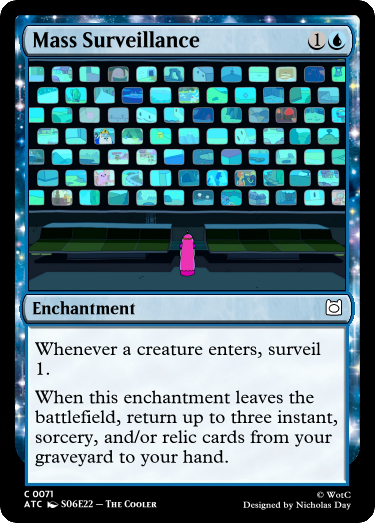 Mass Surveillance 1
Enchantment
Whenever a creature enters, surveil
1.
When this enchantment leaves the
battlefield, return up to three instant,
sorcery, and/or relic cards from your
graveyard to your hand.
C 0071 © WotC
ATC S06E22 – The Cooler Designed by Nicholas Day